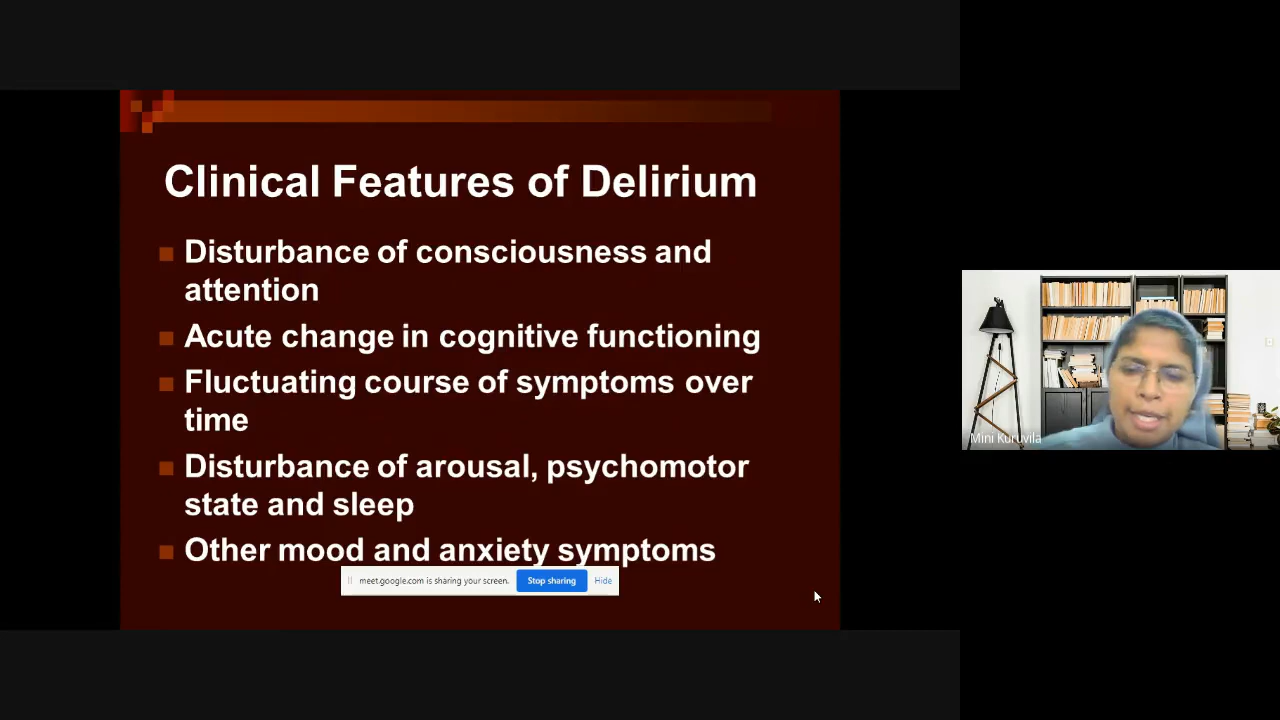 Clinical Features of Delirium
Disturbance of consciousness and
attention
Acute change in cognitive functioning
Fluctuating course of symptoms over
time
Disturbance of arousal, psychomotor
state and sleep
Other mood and anxiety symptoms
meet.google.com is sharing your screen. Stop sharing Hide
Mini Kuruvila